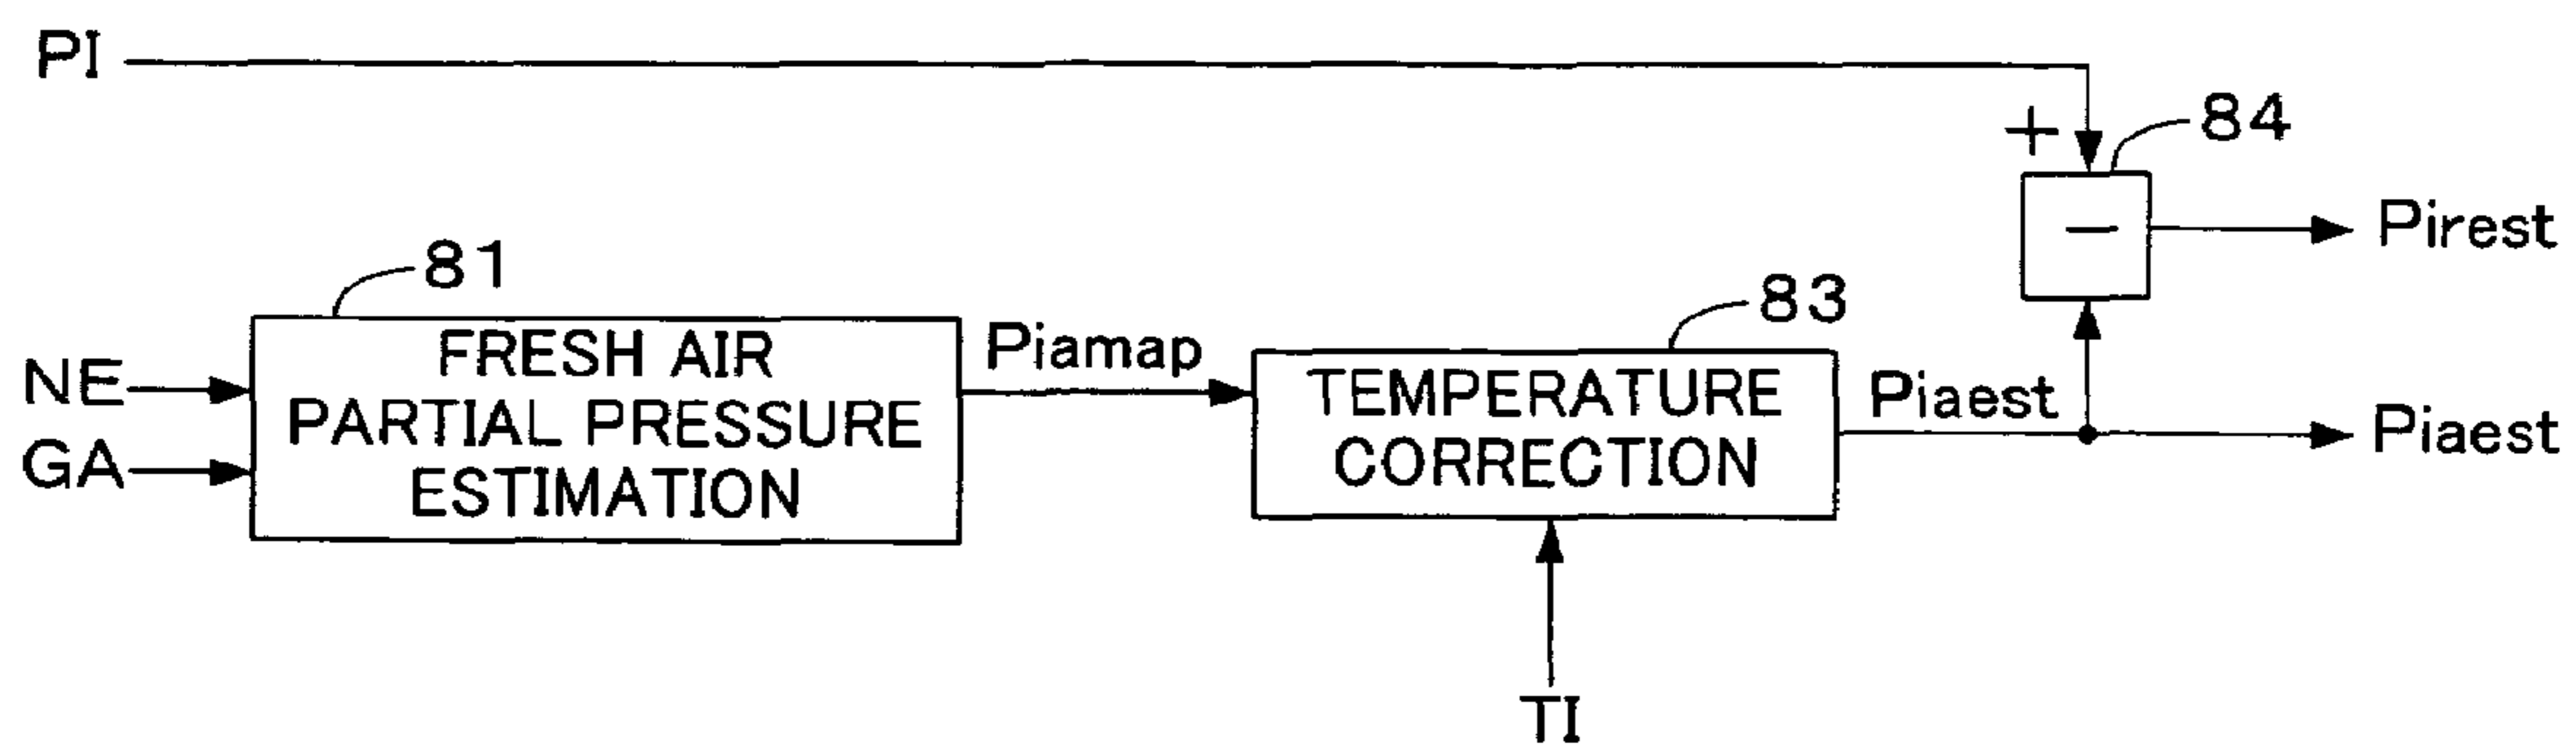 PI
+
84
Pirest
−
81
FRESH AIR
PARTIAL PRESSURE
ESTIMATION
NE
GA
Piamap
83
TEMPERATURE
CORRECTION
Piaest
Piaest
TI